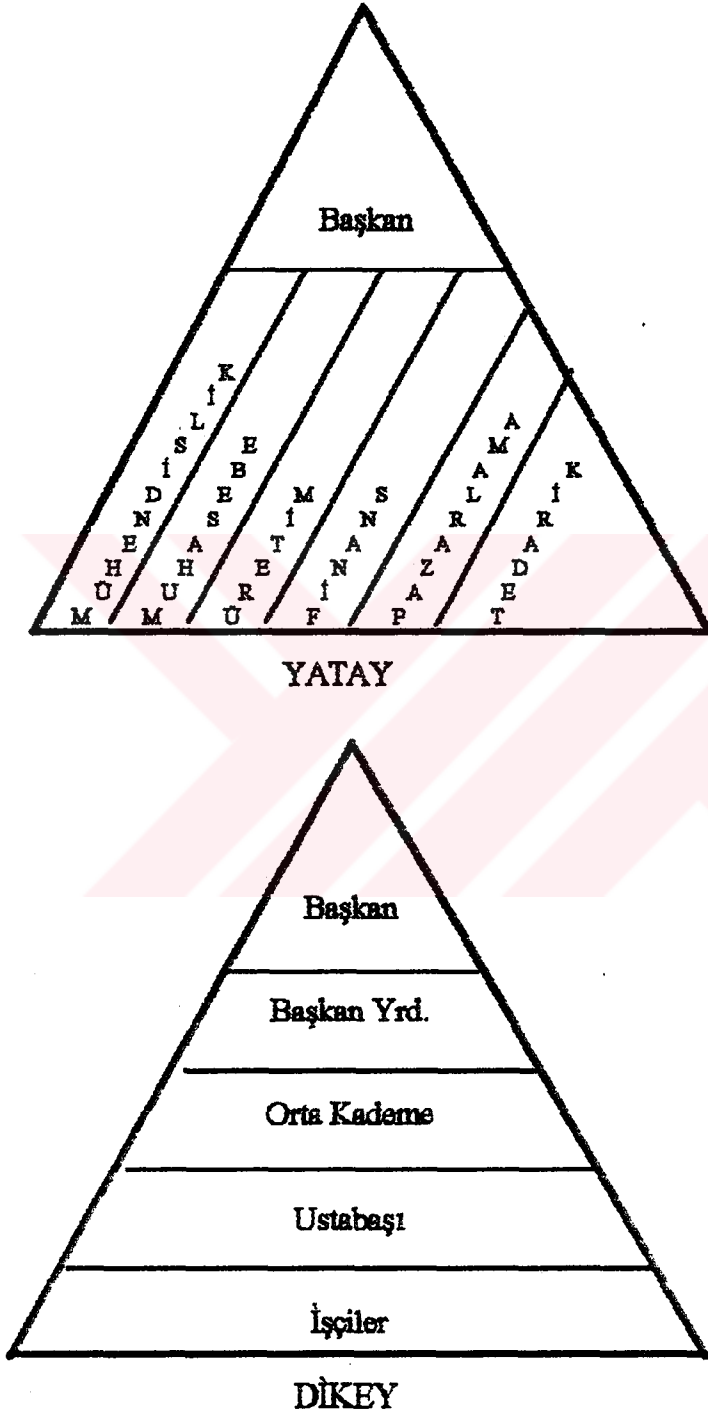 Başkan
MÜHENDİSLİK
MUHASEBE
ÜRETİM
FİNANS
PAZARLAMA
TEDARİK
YATAY
Başkan
Başkan Yrd.
Orta Kademe
Ustabaşı
İşçiler
DİKEY